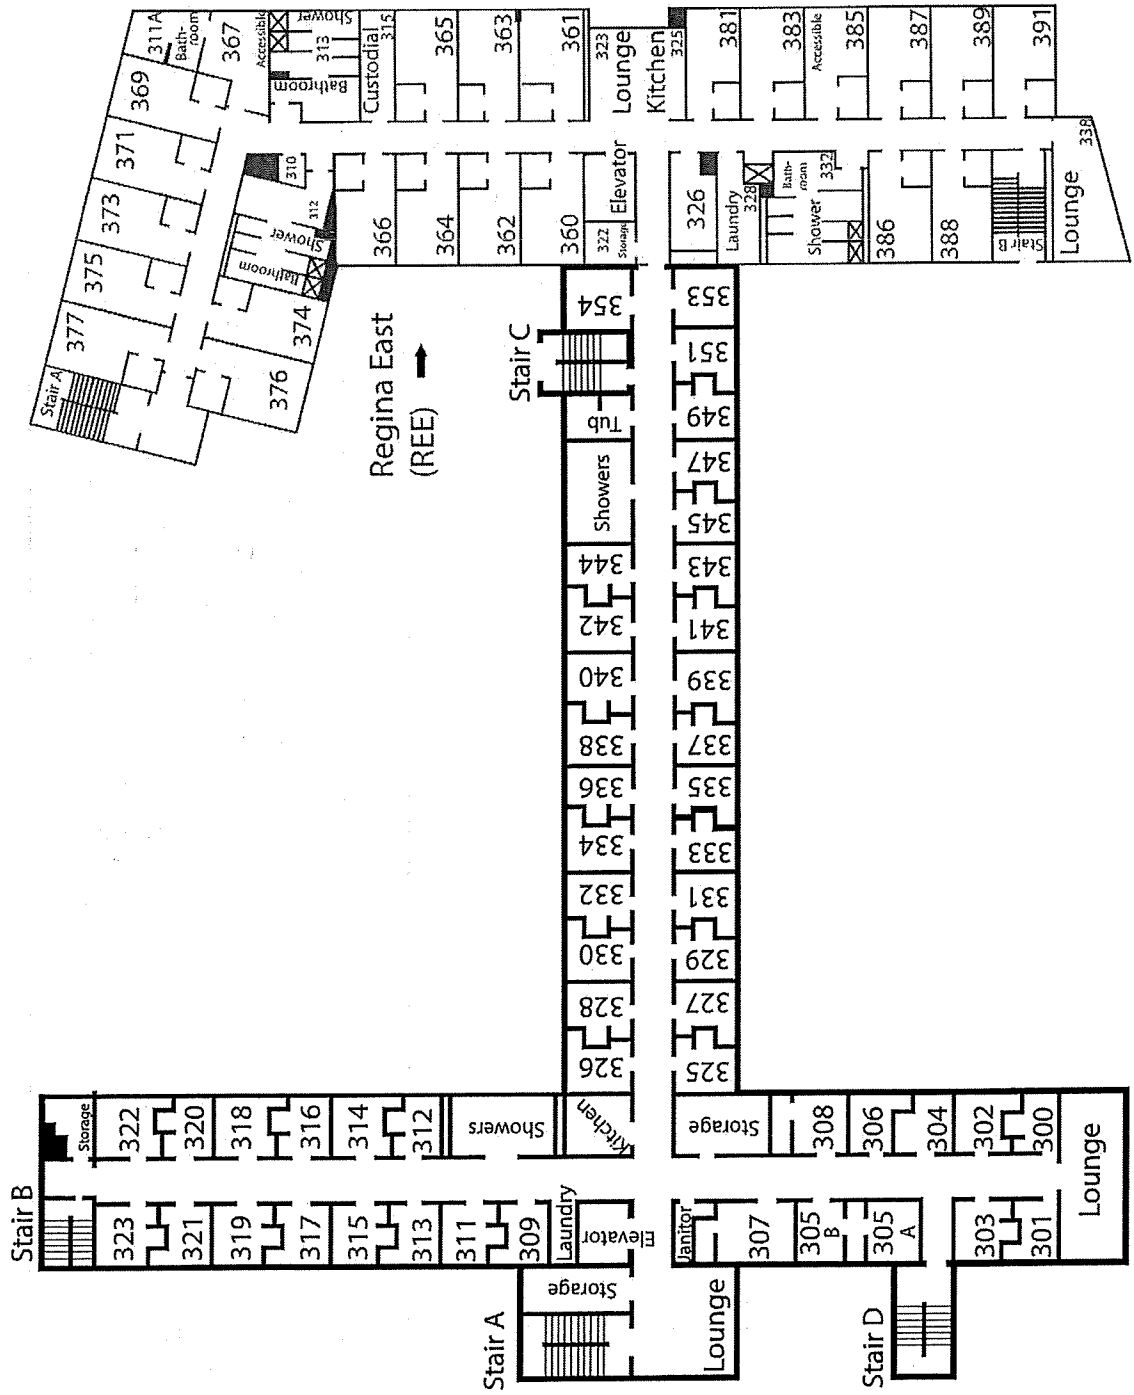 311A
Bath-
room
367
Accessible
Shower
313
Bathroom
Custodial
315
365
363
361
323
Lounge
Kitchen
325
381
383
Accessible
385
387
389
391
369
371
373
375
377
Stair A
376
374
Bathroom
Shower
312
310
366
364
362
360
322
Storage
Elevator
326
Laundry
328
Bath-
room
332
Shower
386
388
Stair B
Lounge
338
Regina East
(REE)
Stair C
354
353
351
Tub
349
347
Showers
345
344
343
342
341
340
339
338
337
336
335
334
333
332
331
330
329
328
327
326
325
Storage
322
320
318
316
314
312
Showers
Kitchen
Storage
308
306
304
302
300
Lounge
Stair B
323
321
319
317
315
313
311
309
Laundry
Elevator
Janitor
307
305
B
305
A
303
301
Storage
Stair A
Lounge
Stair D